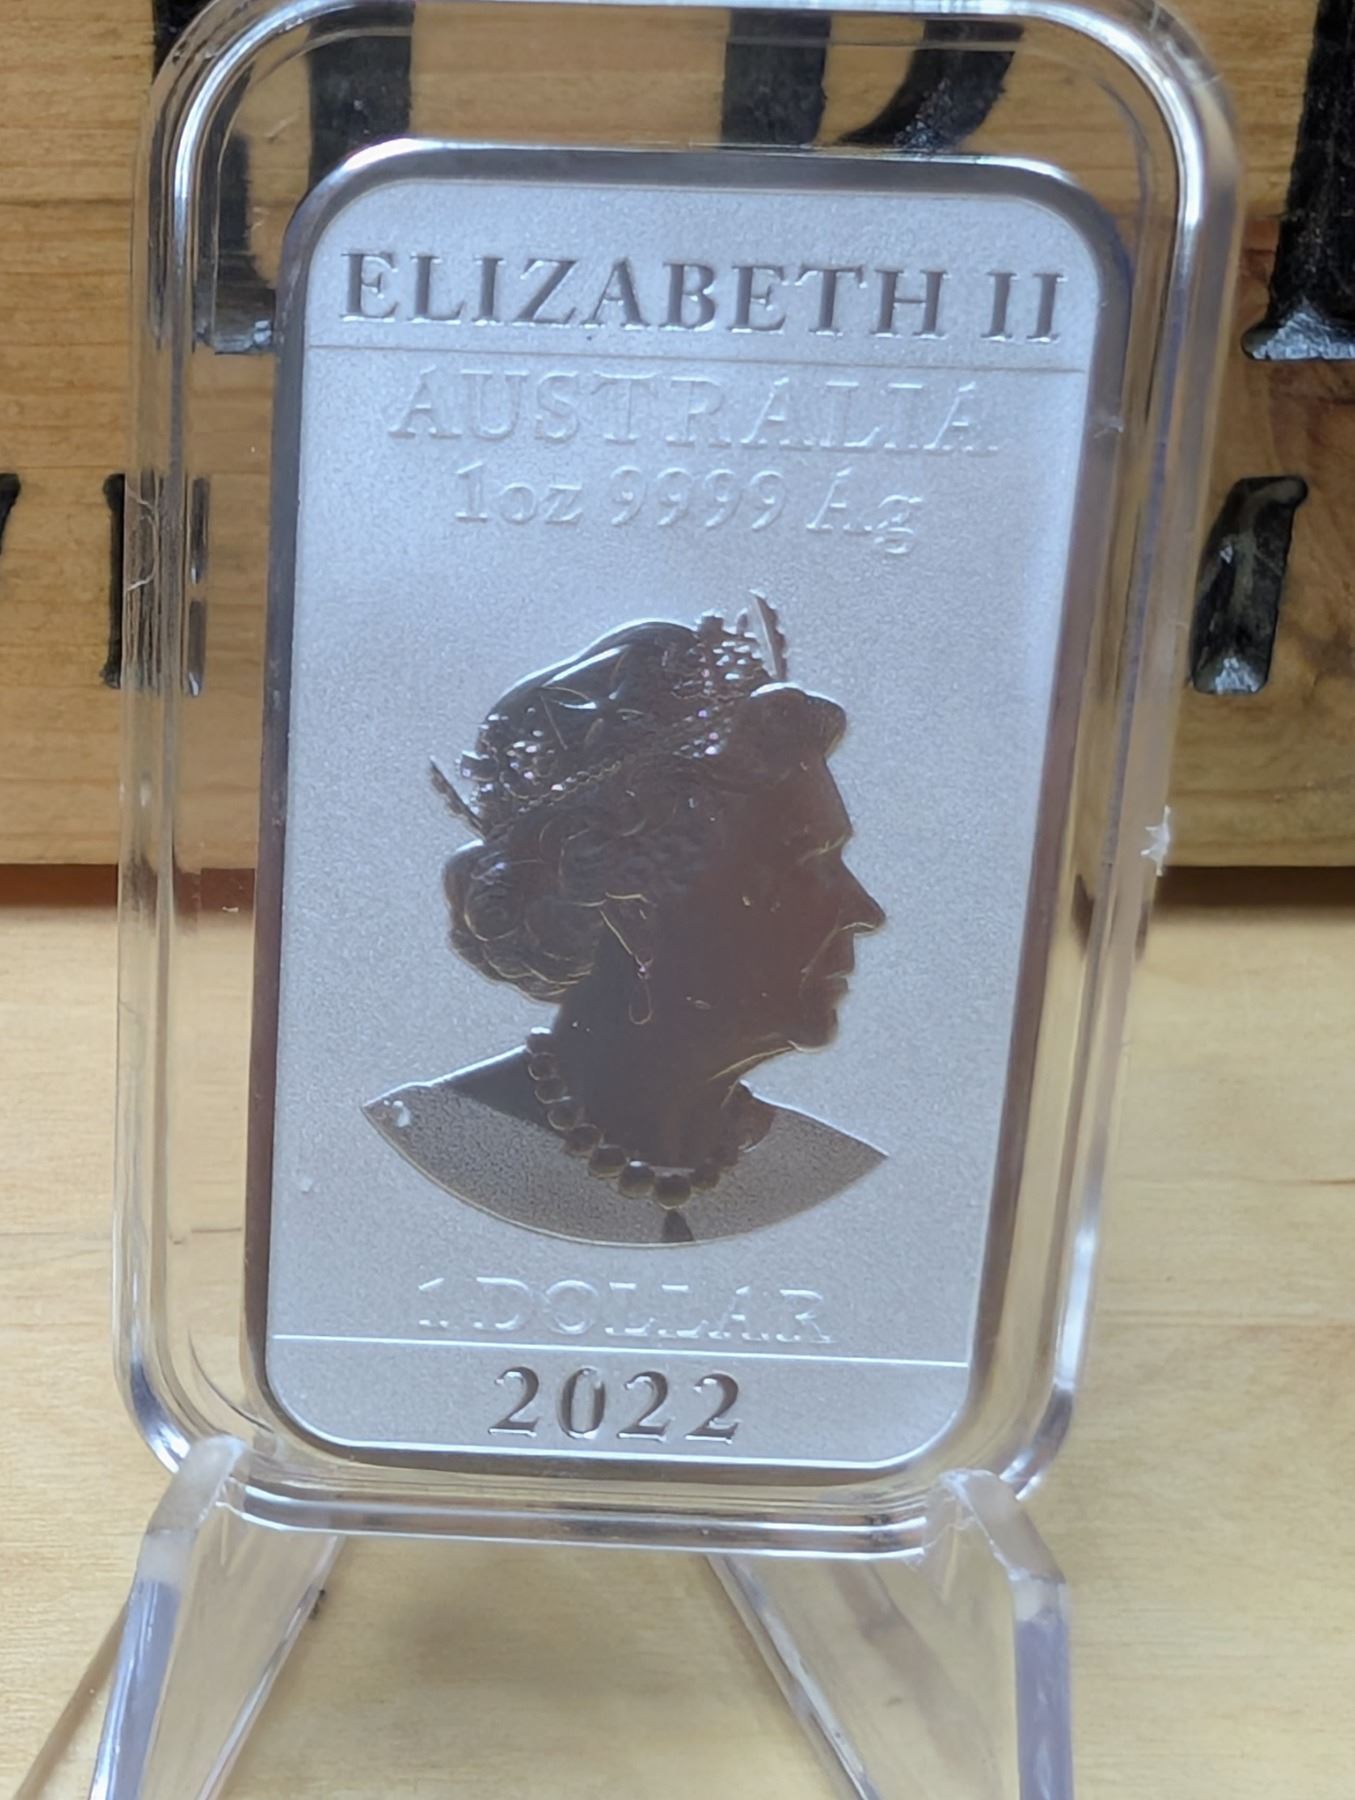 ELIZABETH II
AUSTRALIA
1oz 9999 Ag
1 DOLLAR
2022